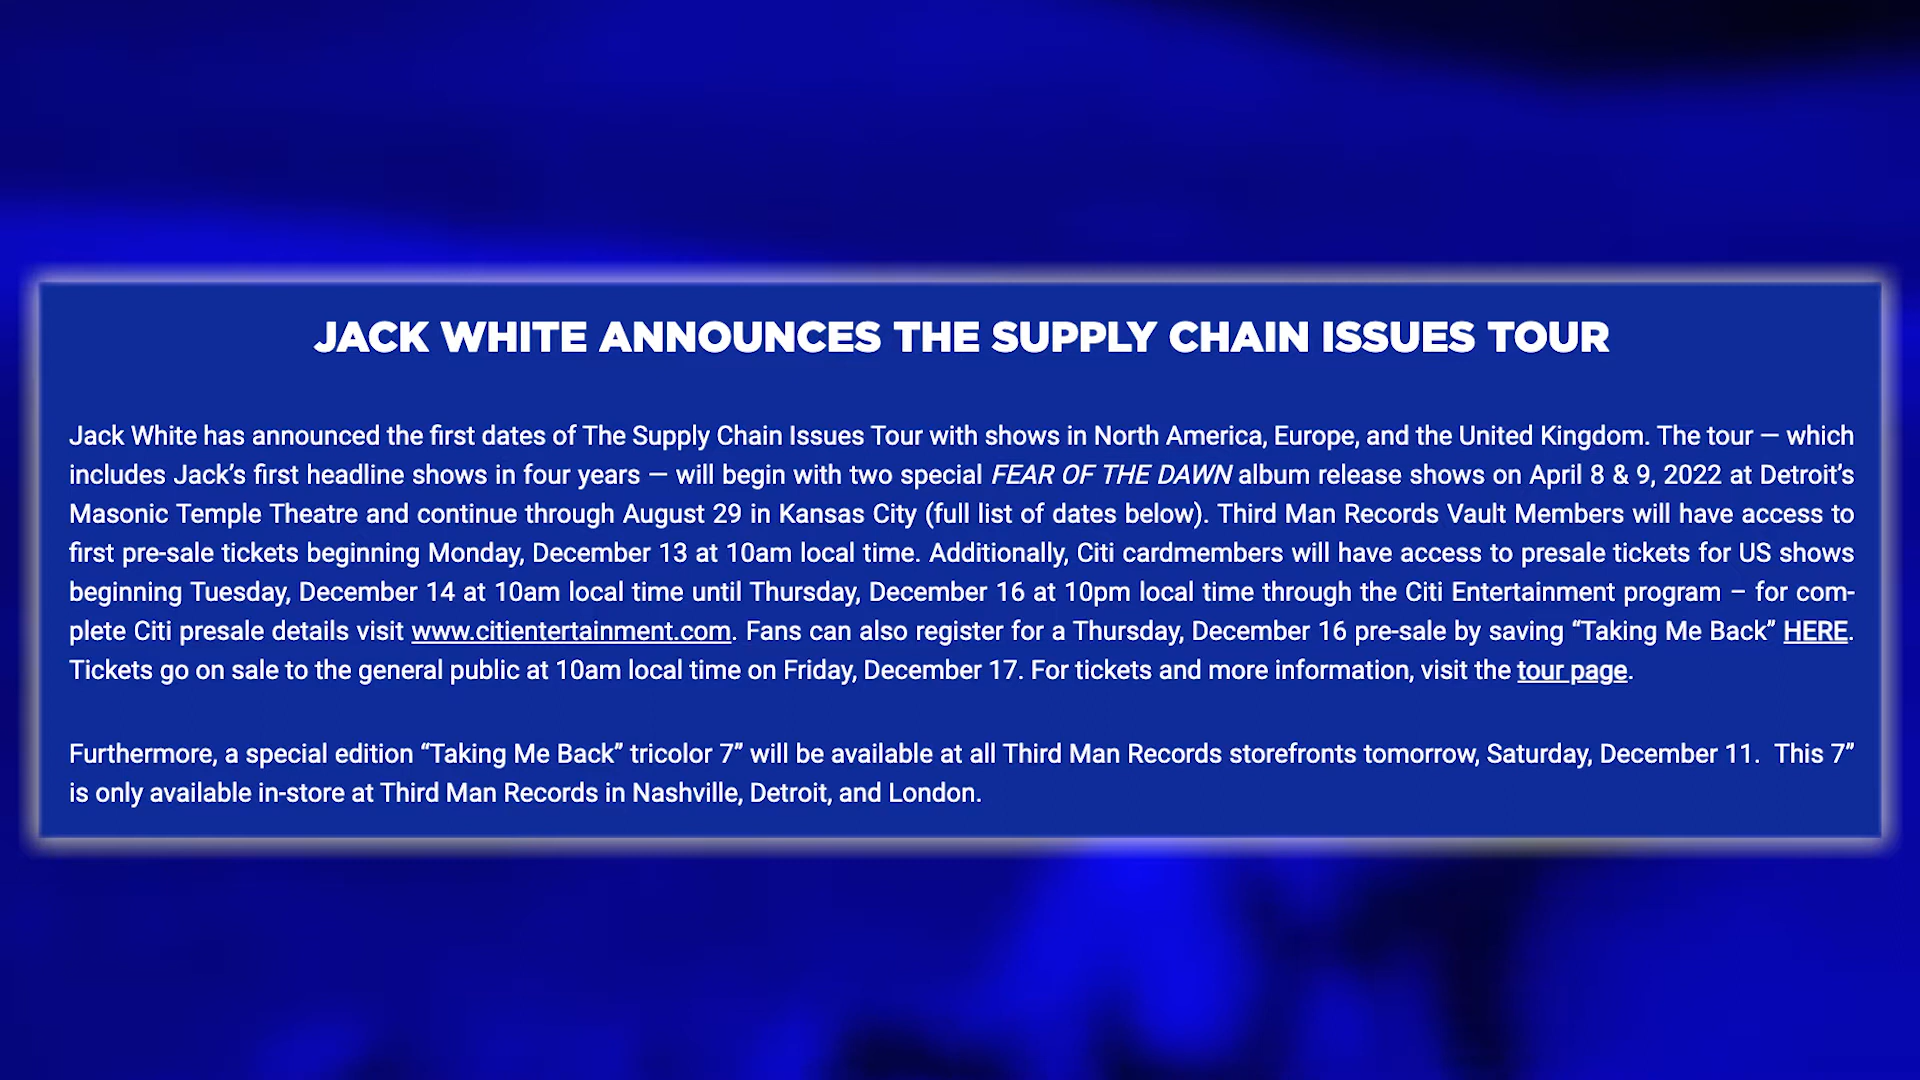 JACK WHITE ANNOUNCES THE SUPPLY CHAIN ISSUES TOUR
Jack White has announced the first dates of The Supply Chain Issues Tour with shows in North America, Europe, and the United Kingdom. The tour — which
includes Jack’s first headline shows in four years — will begin with two special FEAR OF THE DAWN album release shows on April 8 & 9, 2022 at Detroit’s
Masonic Temple Theatre and continue through August 29 in Kansas City (full list of dates below). Third Man Records Vault Members will have access to
first pre-sale tickets beginning Monday, December 13 at 10am local time. Additionally, Citi cardmembers will have access to presale tickets for US shows
beginning Tuesday, December 14 at 10am local time until Thursday, December 16 at 10pm local time through the Citi Entertainment program – for com-
plete Citi presale details visit www.citientertainment.com. Fans can also register for a Thursday, December 16 pre-sale by saving “Taking Me Back” HERE.
Tickets go on sale to the general public at 10am local time on Friday, December 17. For tickets and more information, visit the tour page.
Furthermore, a special edition “Taking Me Back” tricolor 7” will be available at all Third Man Records storefronts tomorrow, Saturday, December 11.  This 7”
is only available in-store at Third Man Records in Nashville, Detroit, and London.